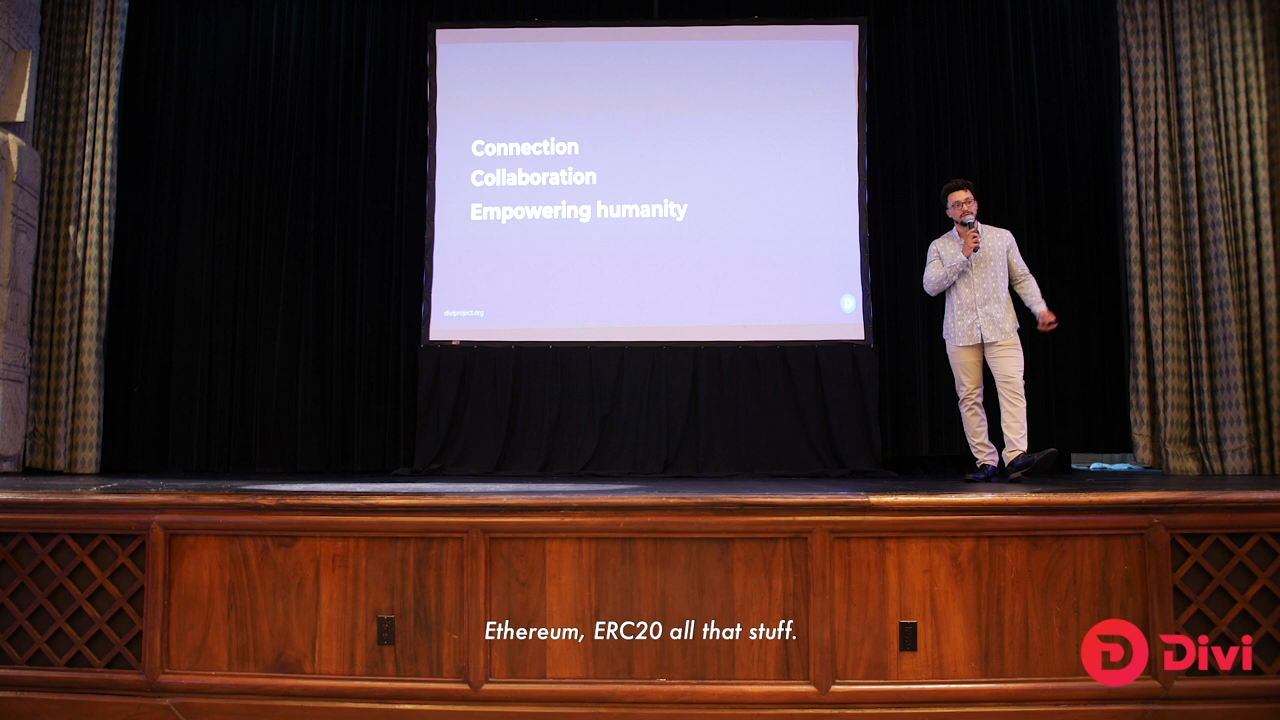 Connection
Collaboration
Empowering humanity
diviproject.org
Ethereum, ERC20 all that stuff.
Divi